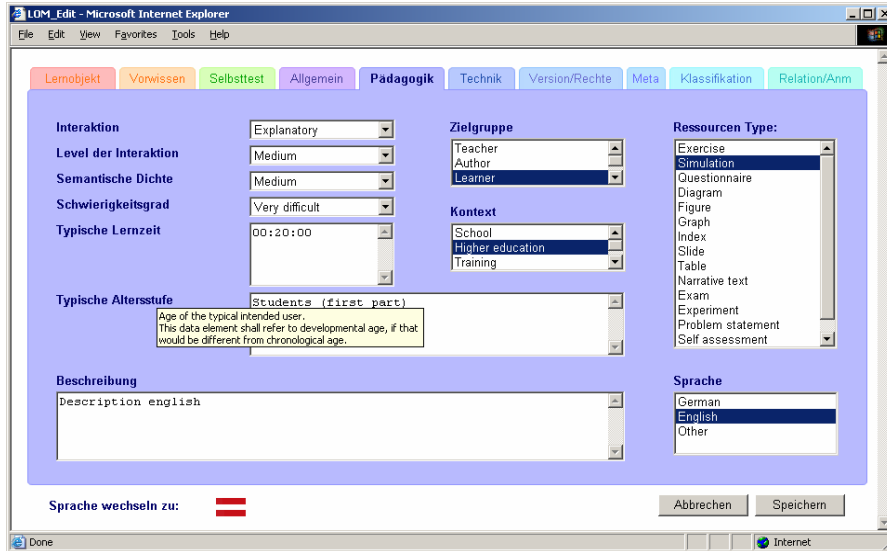 LOM_Edit - Microsoft Internet Explorer
File Edit View Favorites Tools Help
Lernobjekt Vorwissen Selbsttest Allgemein Pädagogik Technik Version/Rechte Meta Klassifikation Relation/Anm
Interaktion
Explanatory
Level der Interaktion
Medium
Semantische Dichte
Medium
Schwierigkeitsgrad
Very difficult
Typische Lernzeit
00:20:00
Zielgruppe
Teacher
Author
Learner
Kontext
School
Higher education
Training
Ressourcen Type:
Exercise
Simulation
Questionnaire
Diagram
Figure
Graph
Index
Slide
Table
Narrative text
Exam
Experiment
Problem statement
Self assessment
Typische Altersstufe
Students (first part)
Age of the typical intended user.
This data element shall refer to developmental age, if that
would be different from chronological age.
Beschreibung
Description english
Sprache
German
English
Other
Sprache wechseln zu:
Abbrechen
Speichern
Done
Internet